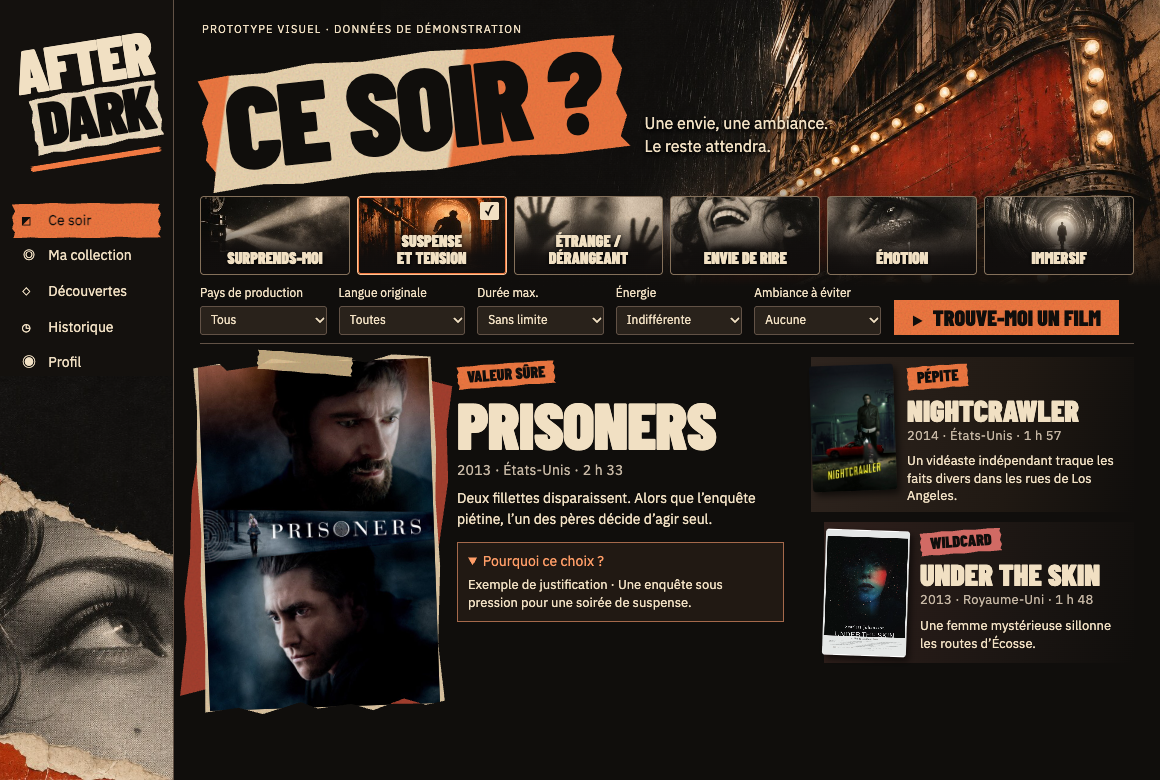 AFTER
DARK
Ce soir
Ma collection
Découvertes
Historique
Profil
PROTOTYPE VISUEL · DONNÉES DE DÉMONSTRATION
CE SOIR ?
Une envie, une ambiance.
Le reste attendra.
SURPRENDS-MOI
SUSPENSE
ET TENSION
ÉTRANGE /
DÉRANGEANT
ENVIE DE RIRE
ÉMOTION
IMMERSIF
Pays de production
Tous
Langue originale
Toutes
Durée max.
Sans limite
Énergie
Indifférente
Ambiance à éviter
Aucune
TROUVE-MOI UN FILM
PRISONERS
VALEUR SÛRE
PRISONERS
2013 · États-Unis · 2 h 33
Deux fillettes disparaissent. Alors que l’enquête
piétine, l’un des pères décide d’agir seul.
Pourquoi ce choix ?
Exemple de justification · Une enquête sous
pression pour une soirée de suspense.
NIGHTCRAWLER
PÉPITE
NIGHTCRAWLER
2014 · États-Unis · 1 h 57
Un vidéaste indépendant traque les
faits divers dans les rues de Los
Angeles.
UNDER THE SKIN
WILDCARD
UNDER THE SKIN
2013 · Royaume-Uni · 1 h 48
Une femme mystérieuse sillonne
les routes d’Écosse.